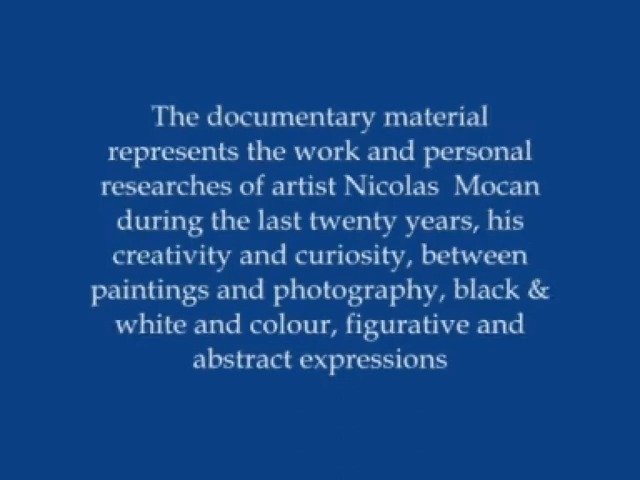 The documentary material
represents the work and personal
researches of artist Nicolas  Mocan
during the last twenty years, his
creativity and curiosity, between
paintings and photography, black &
white and colour, figurative and
abstract expressions